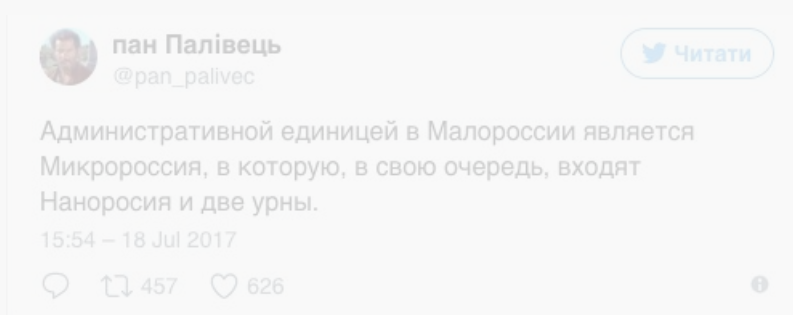 пан Палівець
Читати
@pan_palivec
Административной единицей в Малороссии является
Микророссия, в которую, в свою очередь, входят
Наноросия и две урны.
15:54 – 18 Jul 2017
457 626